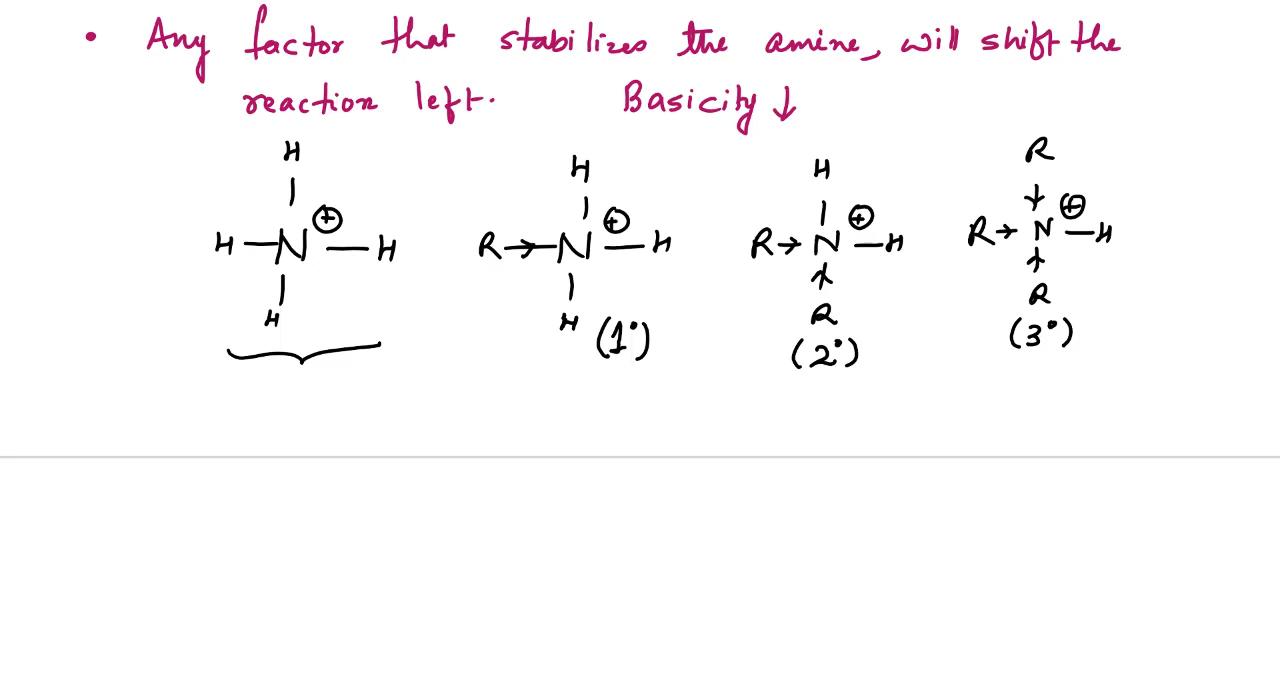 • Any factor that stabilizes the amine, will shift the
reaction left. Basicity ↓
H H H R
H—N⊕—H R→N⊕—H R→N⊕—H R→N⊕—H
H H R R
(1°) (2°) (3°)